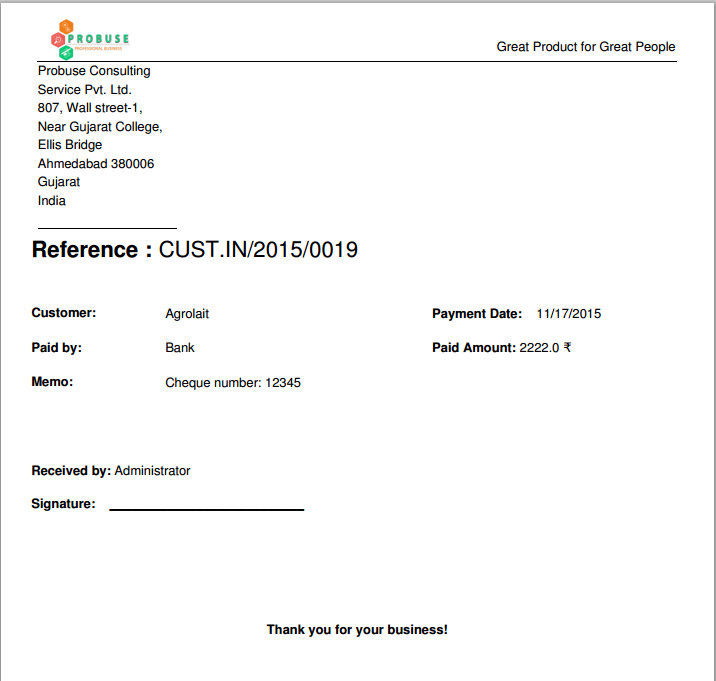 PROBUSE
PROFESSIONAL BUSINESS
Great Product for Great People
Probuse Consulting
Service Pvt. Ltd.
807, Wall street-1,
Near Gujarat College,
Ellis Bridge
Ahmedabad 380006
Gujarat
India
Reference : CUST.IN/2015/0019
Customer: Agrolait Payment Date: 11/17/2015
Paid by: Bank Paid Amount: 2222.0 ₹
Memo: Cheque number: 12345
Received by: Administrator
Signature:
Thank you for your business!